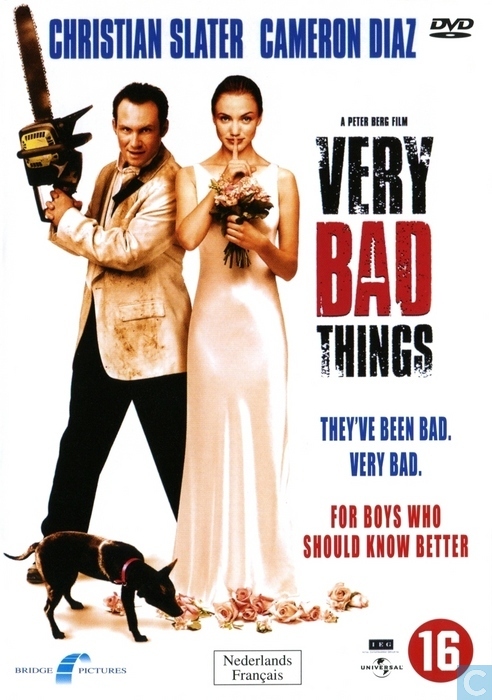 CHRISTIAN SLATER CAMERON DIAZ
DVD
A PETER BERG FILM
VERY
BAD
THINGS
THEY'VE BEEN BAD.
VERY BAD.
FOR BOYS WHO
SHOULD KNOW BETTER
BRIDGE PICTURES
Nederlands
Français
IEG
UNIVERSAL
16
C